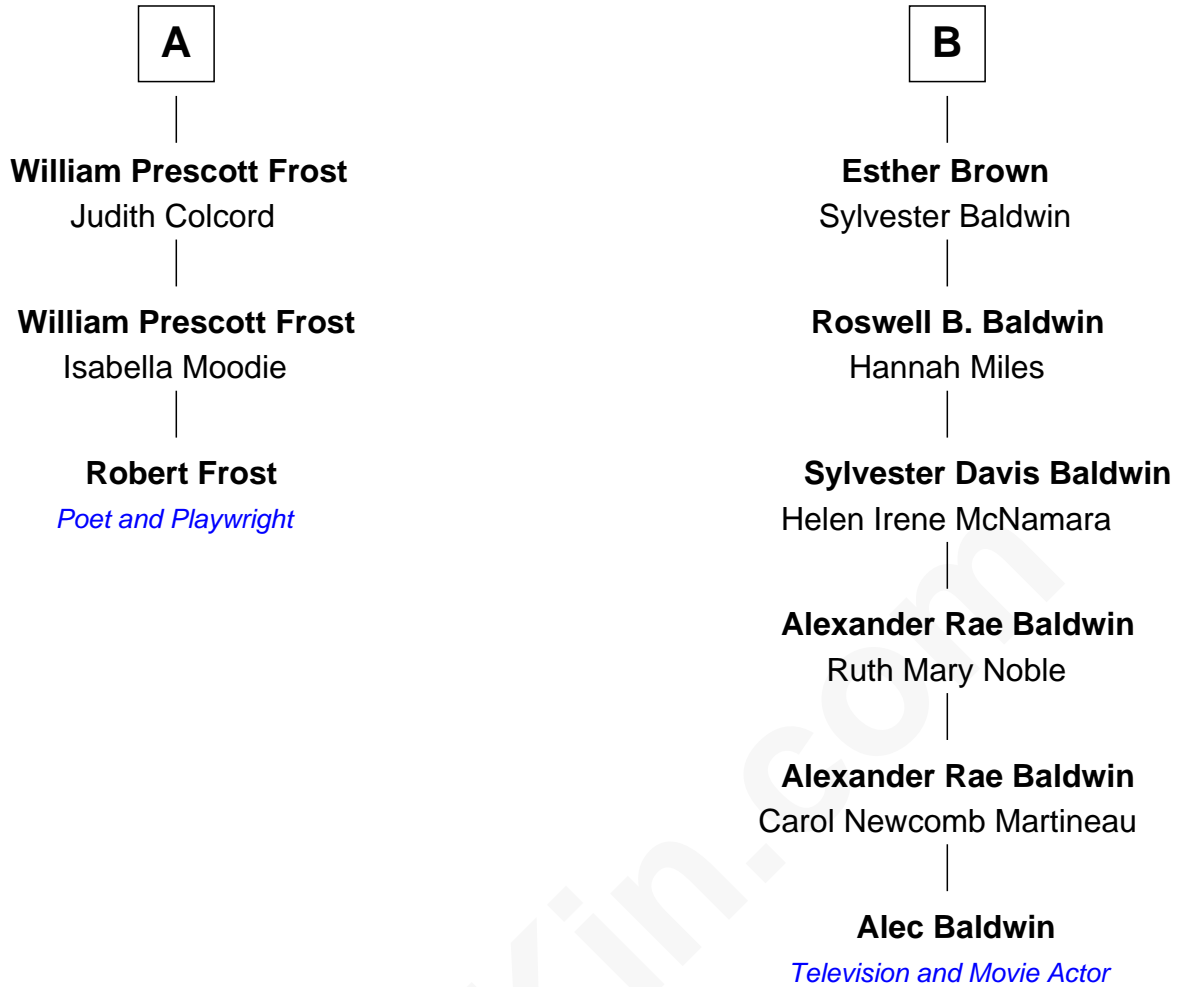 A
William Prescott Frost
Judith Colcord
William Prescott Frost
Isabella Moodie
Robert Frost
Poet and Playwright
B
Esther Brown
Sylvester Baldwin
Roswell B. Baldwin
Hannah Miles
Sylvester Davis Baldwin
Helen Irene McNamara
Alexander Rae Baldwin
Ruth Mary Noble
Alexander Rae Baldwin
Carol Newcomb Martineau
Alec Baldwin
Television and Movie Actor
Kin.com